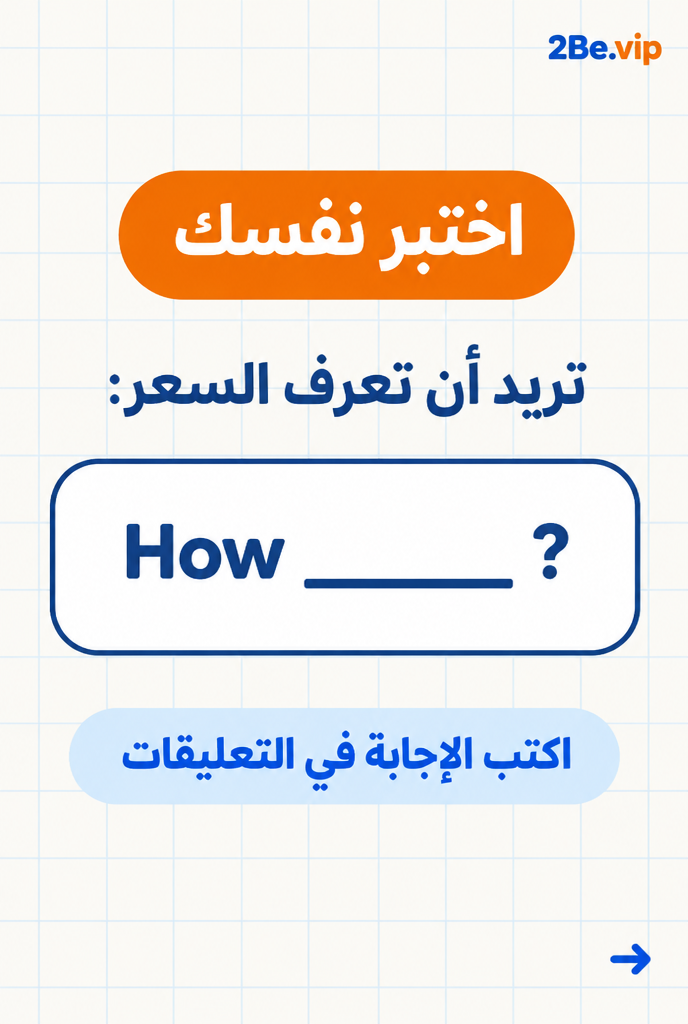 2Be.vip
اختبر نفسك
تريد أن تعرف السعر:
How ______ ?
اكتب الإجابة في التعليقات
→